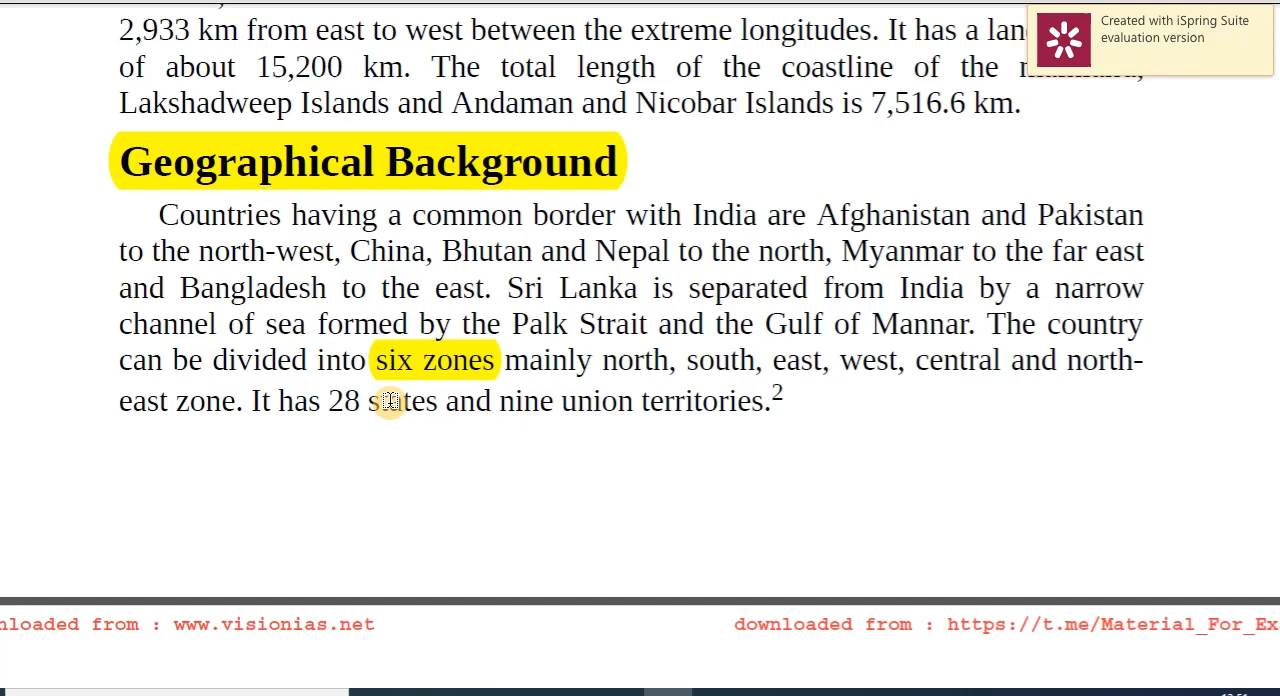 2,933 km from east to west between the extreme longitudes. It has a
of about 15,200 km. The total length of the coastline of the
Lakshadweep Islands and Andaman and Nicobar Islands is 7,516.6 km.
Created with iSpring Suite
evaluation version
Geographical Background
Countries having a common border with India are Afghanistan and Pakistan
to the north-west, China, Bhutan and Nepal to the north, Myanmar to the far east
and Bangladesh to the east. Sri Lanka is separated from India by a narrow
channel of sea formed by the Palk Strait and the Gulf of Mannar. The country
can be divided into six zones mainly north, south, east, west, central and north-
east zone. It has 28 states and nine union territories.2
nloaded from : www.visionias.net
downloaded from : https://t.me/Material_For_Ex